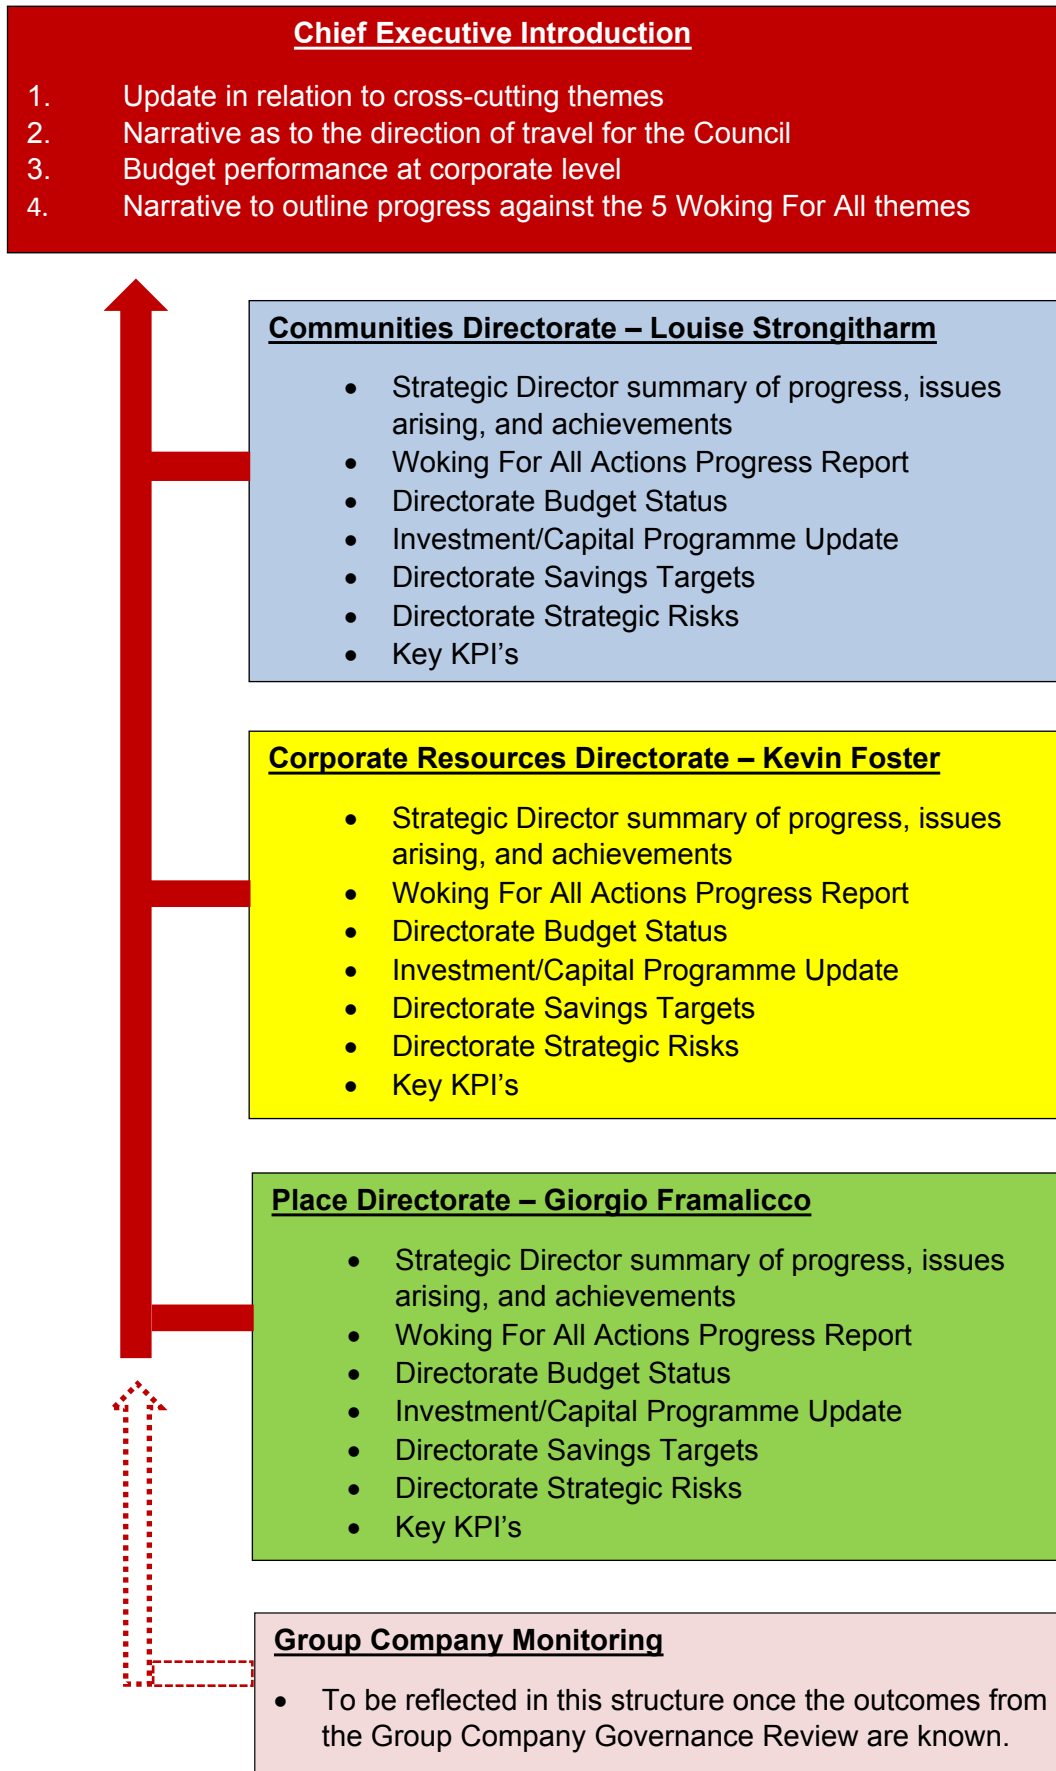 Chief Executive Introduction
1. Update in relation to cross-cutting themes
2. Narrative as to the direction of travel for the Council
3. Budget performance at corporate level
4. Narrative to outline progress against the 5 Woking For All themes
Communities Directorate – Louise Strongitharm
• Strategic Director summary of progress, issues
arising, and achievements
• Woking For All Actions Progress Report
• Directorate Budget Status
• Investment/Capital Programme Update
• Directorate Savings Targets
• Directorate Strategic Risks
• Key KPI's
Corporate Resources Directorate – Kevin Foster
• Strategic Director summary of progress, issues
arising, and achievements
• Woking For All Actions Progress Report
• Directorate Budget Status
• Investment/Capital Programme Update
• Directorate Savings Targets
• Directorate Strategic Risks
• Key KPI's
Place Directorate – Giorgio Framalicco
• Strategic Director summary of progress, issues
arising, and achievements
• Woking For All Actions Progress Report
• Directorate Budget Status
• Investment/Capital Programme Update
• Directorate Savings Targets
• Directorate Strategic Risks
• Key KPI's
Group Company Monitoring
• To be reflected in this structure once the outcomes from
the Group Company Governance Review are known.